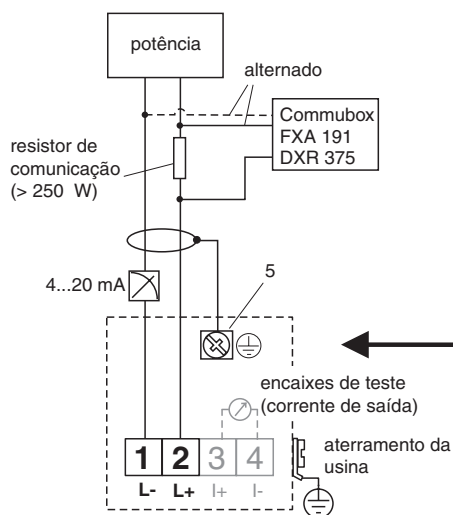 potência
alternado
Commubox
FXA 191
DXR 375
resistor de
comunicação
(> 250 W)
4...20 mA
5
encaixes de teste
(corrente de saída)
1 2 3 4
L- L+ I+ I-
aterramento da
usina